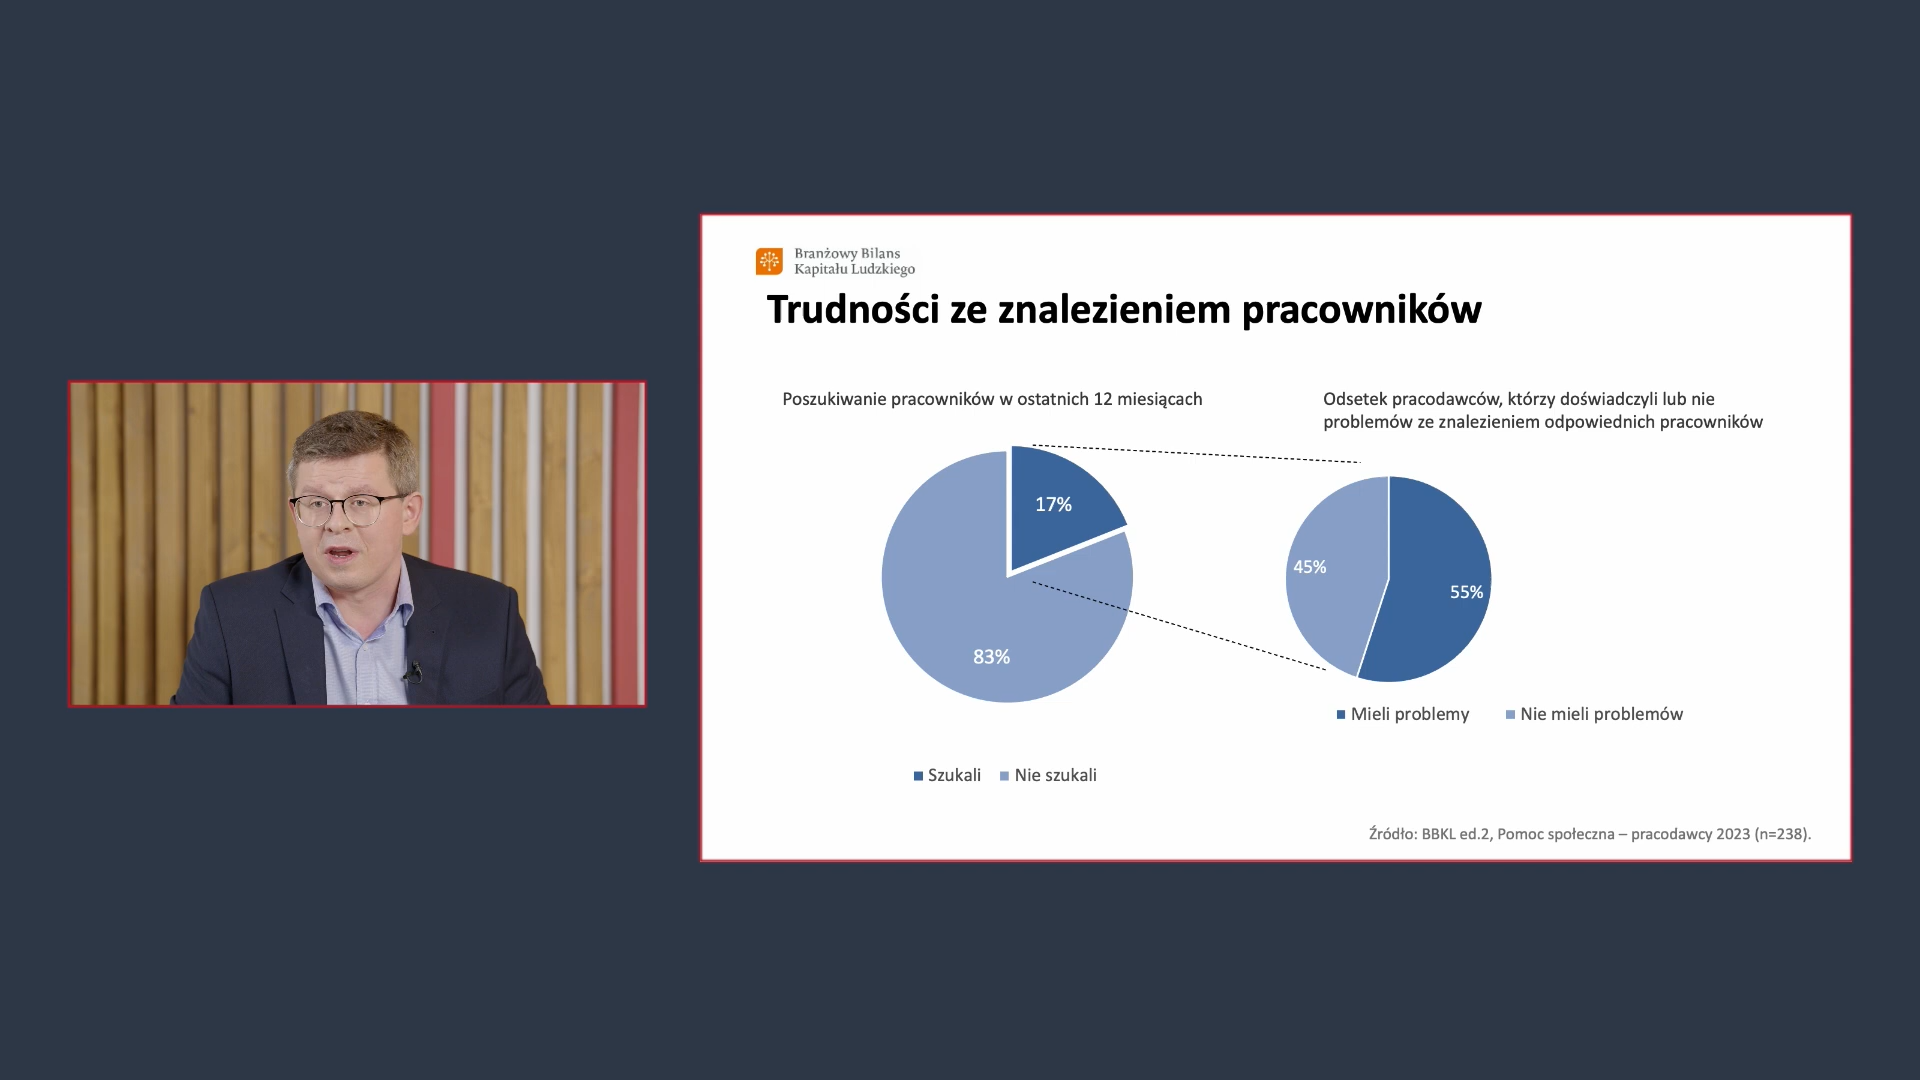 Branżowy Bilans
Kapitału Ludzkiego
Trudności ze znalezieniem pracowników
Poszukiwanie pracowników w ostatnich 12 miesiącach
17%
83%
Szukali
Nie szukali
Odsetek pracodawców, którzy doświadczyli lub nie
problemów ze znalezieniem odpowiednich pracowników
45%
55%
Mieli problemy
Nie mieli problemów
Źródło: BBKL ed.2, Pomoc społeczna – pracodawcy 2023 (n=238).